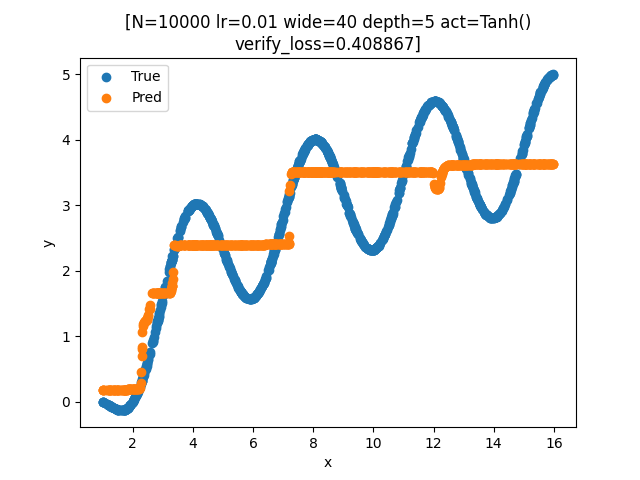 [N=10000 lr=0.01 wide=40 depth=5 act=Tanh()
verify_loss=0.408867]
True
Pred
y
5
4
3
2
1
0
2 4 6 8 10 12 14 16
x